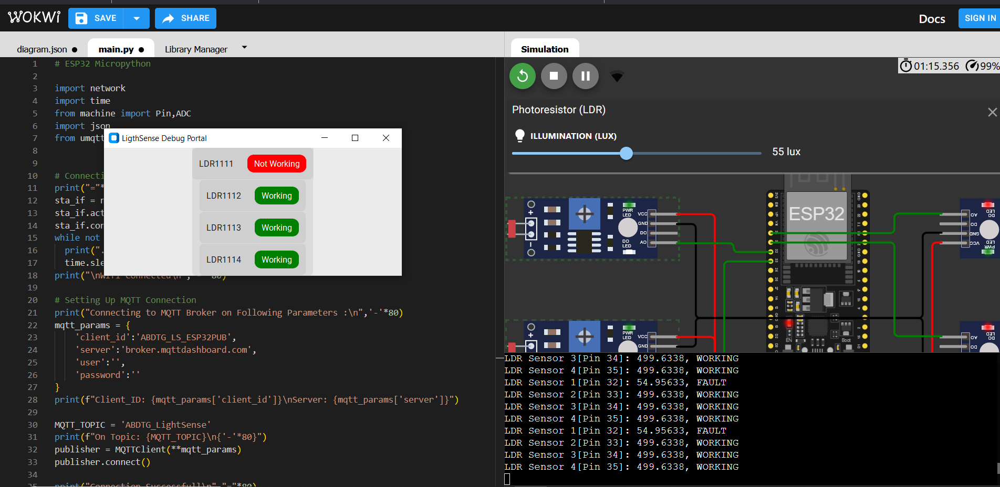 WOKWI
SAVE
SHARE
Docs
SIGN IN
diagram.json ●
main.py ●
Library Manager
1 # ESP32 Micropython
2
3 import network
4 import time
5 from machine import Pin,ADC
6 import json
7 from umqtt
8
9
10 # Connecti
11 print("="*
12 sta_if = n
13 sta_if.act
14 sta_if.con
15 while not
16 print(".
17 time.sle
18 print("\nWifi Connected\n",
19
20 # Setting Up MQTT Connection
21 print("Connecting to MQTT Broker on Following Parameters :\n",'-'*80)
22 mqtt_params = {
23 'client_id':'ABDTG_LS_ESP32PUB',
24 'server':'broker.mqttdashboard.com',
25 'user':'',
26 'password':''
27 }
28 print(f"Client_ID: {mqtt_params['client_id']}\nServer: {mqtt_params['server']}")
29
30 MQTT_TOPIC = 'ABDTG_LightSense'
31 print(f"On Topic: {MQTT_TOPIC}\n{'-'*80}")
32 publisher = MQTTClient(**mqtt_params)
33 publisher.connect()
34
35 print("Connection Successfull\n","="*80)
LigthSense Debug Portal
LDR1111 Not Working
LDR1112 Working
LDR1113 Working
LDR1114 Working
Simulation
01:15.356 99%
Photoresistor (LDR)
ILLUMINATION (LUX)
55 lux
PWR
LED
VCC
GND
DO
AO
DO
LED
ESP32
EN
Boot
PWR
LED
VCC
GND
AO
DO
GND
VCC
DO
LED
PWR
LED
AO
DO
DO
LED
LDR Sensor 3[Pin 34]: 499.6338, WORKING
LDR Sensor 4[Pin 35]: 499.6338, WORKING
LDR Sensor 1[Pin 32]: 54.95633, FAULT
LDR Sensor 2[Pin 33]: 499.6338, WORKING
LDR Sensor 3[Pin 34]: 499.6338, WORKING
LDR Sensor 4[Pin 35]: 499.6338, WORKING
LDR Sensor 1[Pin 32]: 54.95633, FAULT
LDR Sensor 2[Pin 33]: 499.6338, WORKING
LDR Sensor 3[Pin 34]: 499.6338, WORKING
LDR Sensor 4[Pin 35]: 499.6338, WORKING